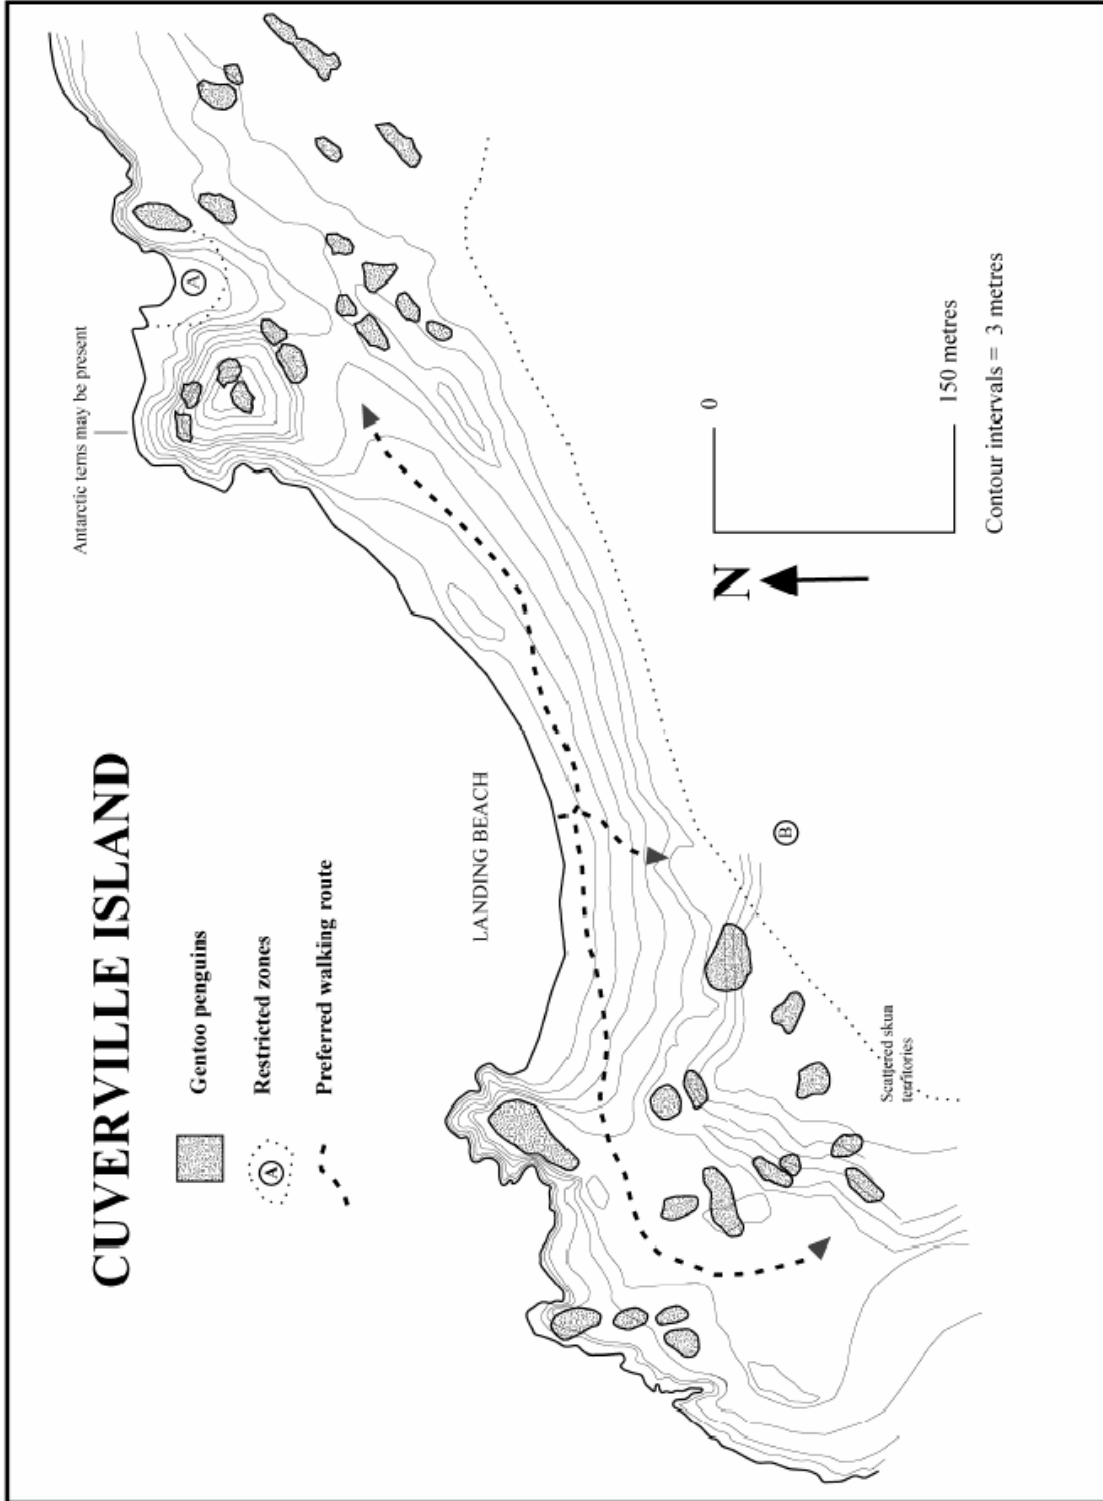 CUVERVILLE ISLAND
Gentoo penguins
A
Restricted zones
Preferred walking route
Antarctic terns may be present
A
LANDING BEACH
B
Scattered skua
territories
N
0
150 metres
Contour intervals = 3 metres